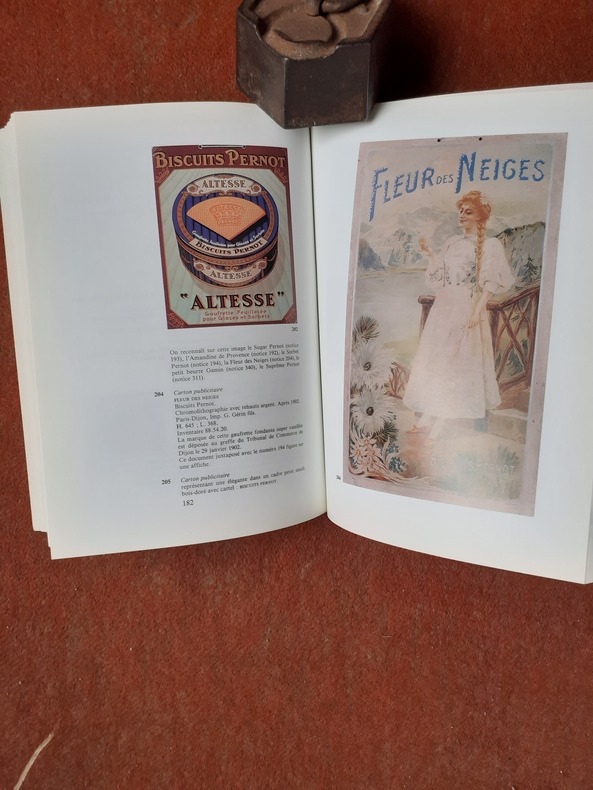 BISCUITS PERNOT
ALTESSE
BISCUITS PERNOT
ALTESSE
"ALTESSE"
Gaufrette Feuilletée
pour Glaces et Sorbets
202
On reconnaît sur cette image le Sugar Pernot (notice
193), l'Amandine de Provence (notice 192), le Sorbet
Pernot (notice 194), la Fleur des Neiges (notice 204), le
petit beurre Gamin (notice 340), le Suprême Pernot
(notice 311).
204 Carton publicitaire
FLEUR DES NEIGES
Biscuits Pernot.
Chromolithographie avec rehauts argent. Après 1902.
Paris-Dijon, Imp. G. Gérin fils.
H. 645 ; L. 368.
Inventaire 88.54.20.
La marque de cette gaufrette fondante super vanillée
est déposée au greffe du Tribunal de Commerce de
Dijon le 29 janvier 1902.
Ce document juxtaposé avec le numéro 194 figure sur
une affiche.
205 Carton publicitaire
représentant une élégante dans un cadre peint simili
bois-doré avec cartel : BISCUITS PERNOT.
182
FLEUR DES NEIGES